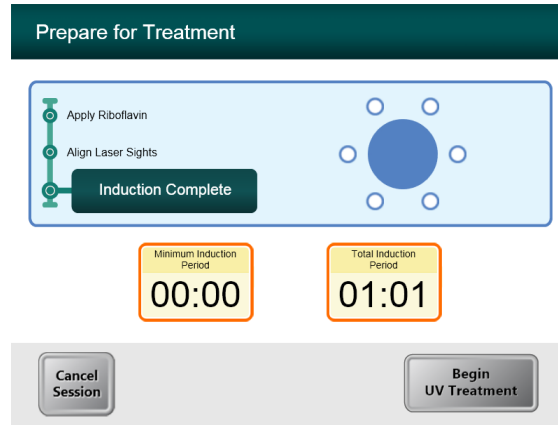 Prepare for Treatment
Apply Riboflavin
Align Laser Sights
Induction Complete
Minimum Induction
Period
00:00
Total Induction
Period
01:01
Cancel
Session
Begin
UV Treatment